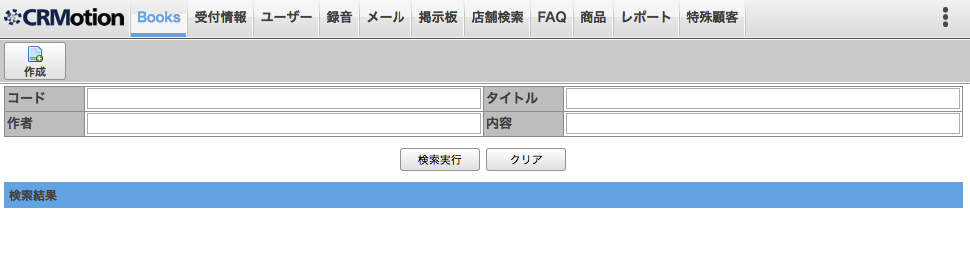 CRMotion Books 受付情報 ユーザー 録音 メール 掲示板 店舗検索 FAQ 商品 レポート 特殊顧客
作成
コード タイトル
作者 内容
検索実行 クリア
検索結果